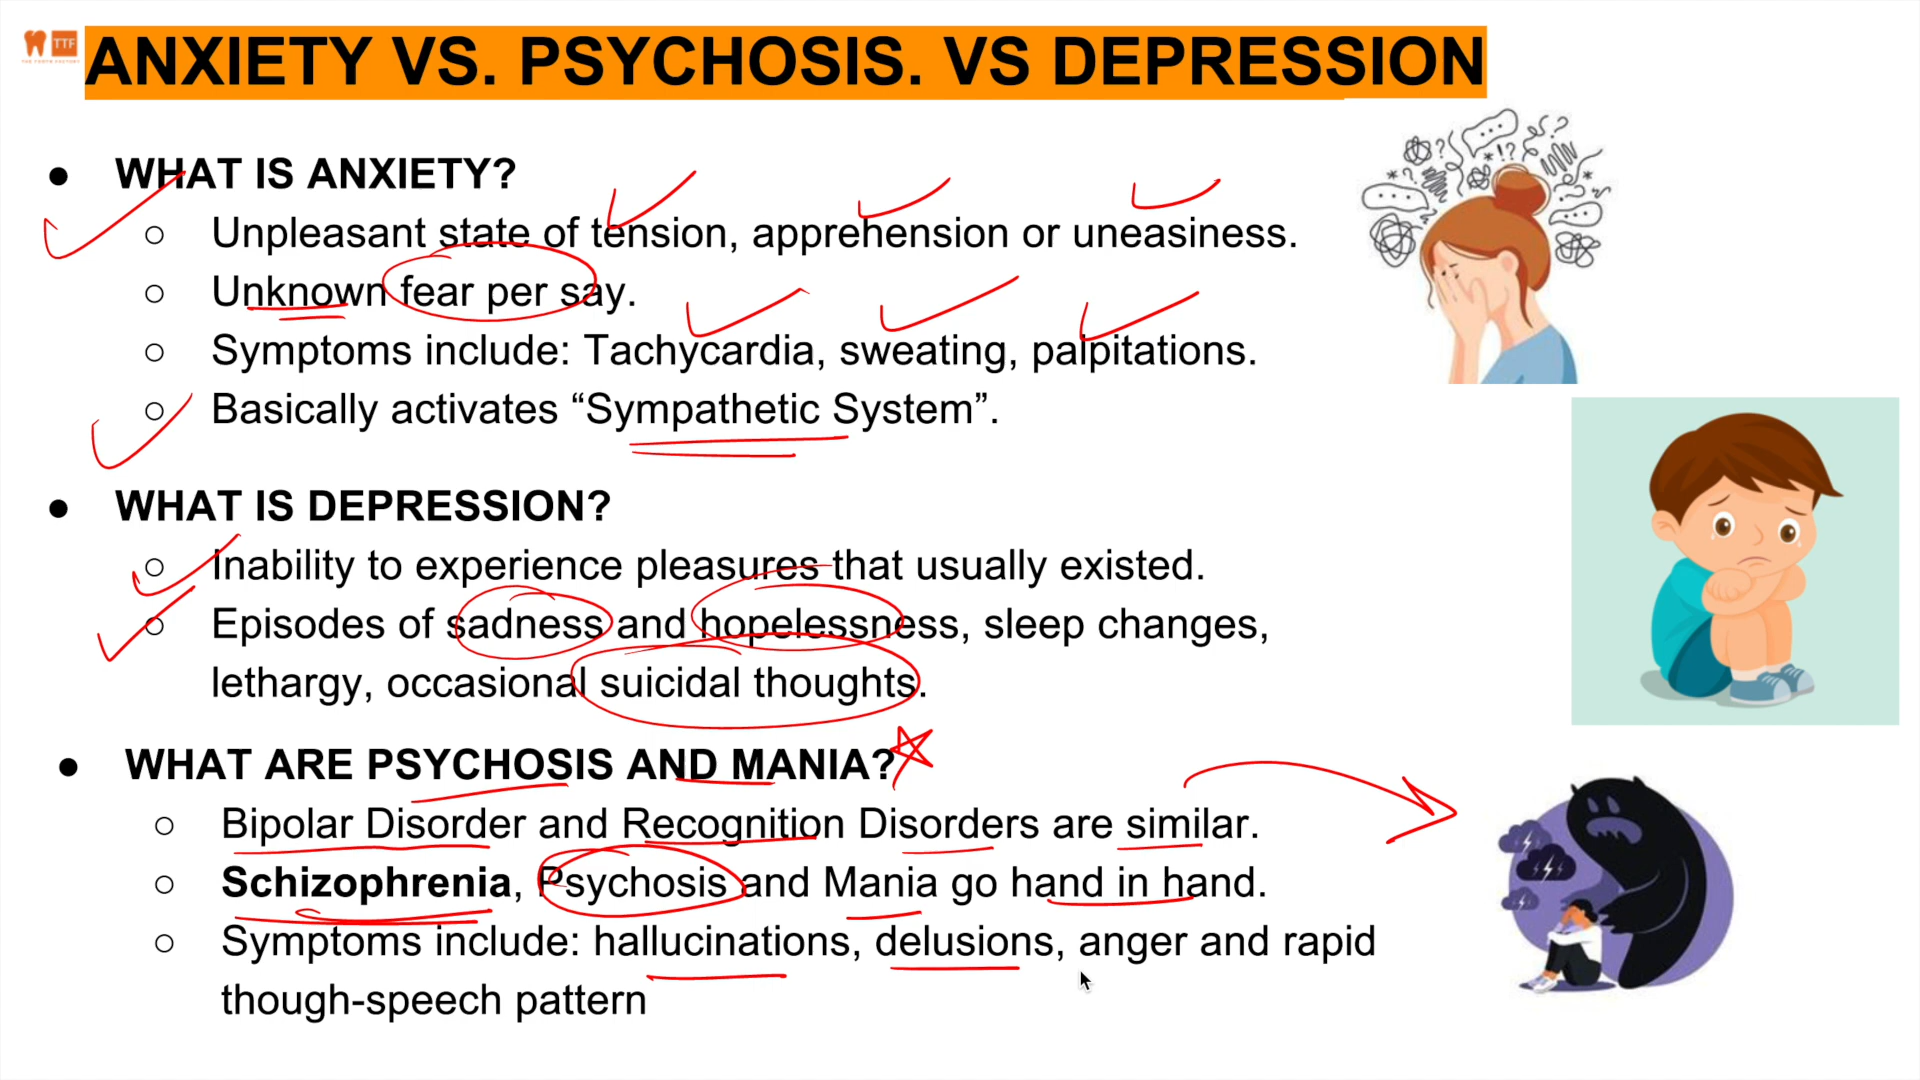 TTF
THE TOOTH FACTORY
ANXIETY VS. PSYCHOSIS. VS DEPRESSION
● WHAT IS ANXIETY?
○ Unpleasant state of tension, apprehension or uneasiness.
○ Unknown fear per say.
○ Symptoms include: Tachycardia, sweating, palpitations.
○ Basically activates “Sympathetic System”.
● WHAT IS DEPRESSION?
○ Inability to experience pleasures that usually existed.
○ Episodes of sadness and hopelessness, sleep changes,
lethargy, occasional suicidal thoughts.
● WHAT ARE PSYCHOSIS AND MANIA?
○ Bipolar Disorder and Recognition Disorders are similar.
○ Schizophrenia, Psychosis and Mania go hand in hand.
○ Symptoms include: hallucinations, delusions, anger and rapid
though-speech pattern